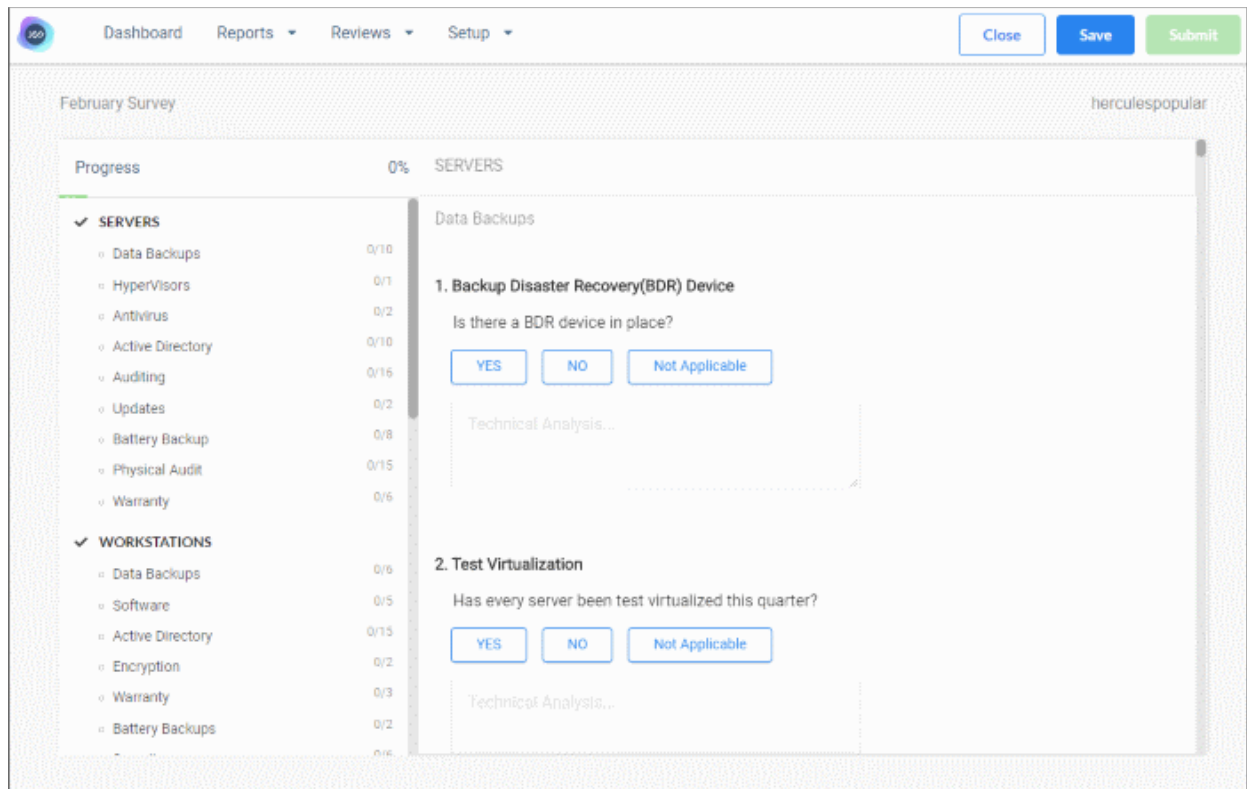 Dashboard Reports Reviews Setup Close Save Submit
February Survey herculespopular
Progress 0%
SERVERS
Data Backups 0/10
HyperVisors 0/1
Antivirus 0/2
Active Directory 0/10
Auditing 0/16
Updates 0/2
Battery Backup 0/8
Physical Audit 0/15
Warranty 0/6
WORKSTATIONS
Data Backups 0/6
Software 0/5
Active Directory 0/15
Encryption 0/2
Warranty 0/3
Battery Backups 0/2
SERVERS
Data Backups
1. Backup Disaster Recovery(BDR) Device
Is there a BDR device in place?
YES NO Not Applicable
Technical Analysis...
2. Test Virtualization
Has every server been test virtualized this quarter?
YES NO Not Applicable
Technical Analysis...